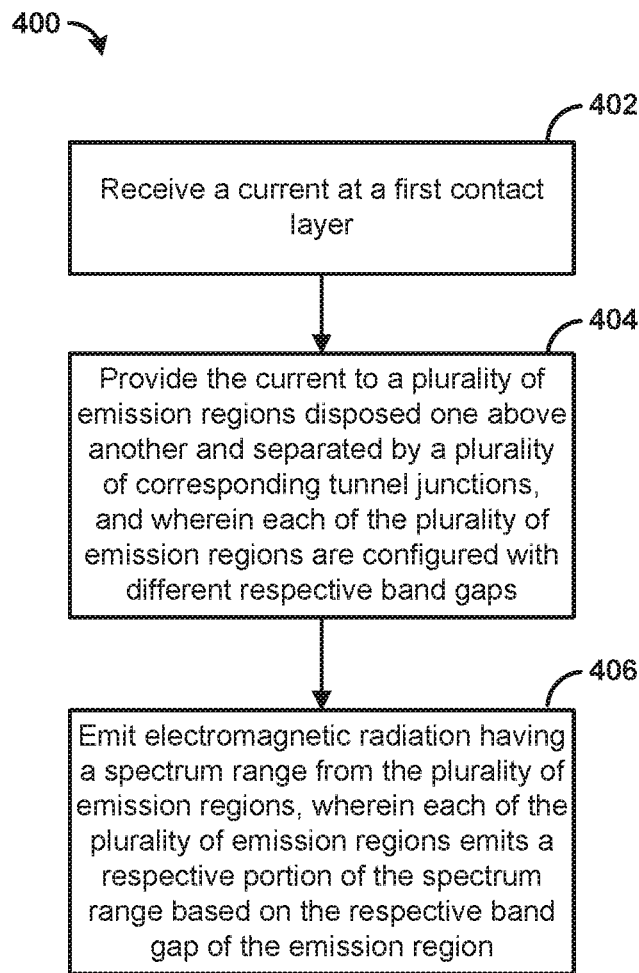 400
402
Receive a current at a first contact
layer
404
Provide the current to a plurality of
emission regions disposed one above
another and separated by a plurality
of corresponding tunnel junctions,
and wherein each of the plurality of
emission regions are configured with
different respective band gaps
406
Emit electromagnetic radiation having
a spectrum range from the plurality of
emission regions, wherein each of the
plurality of emission regions emits a
respective portion of the spectrum
range based on the respective band
gap of the emission region